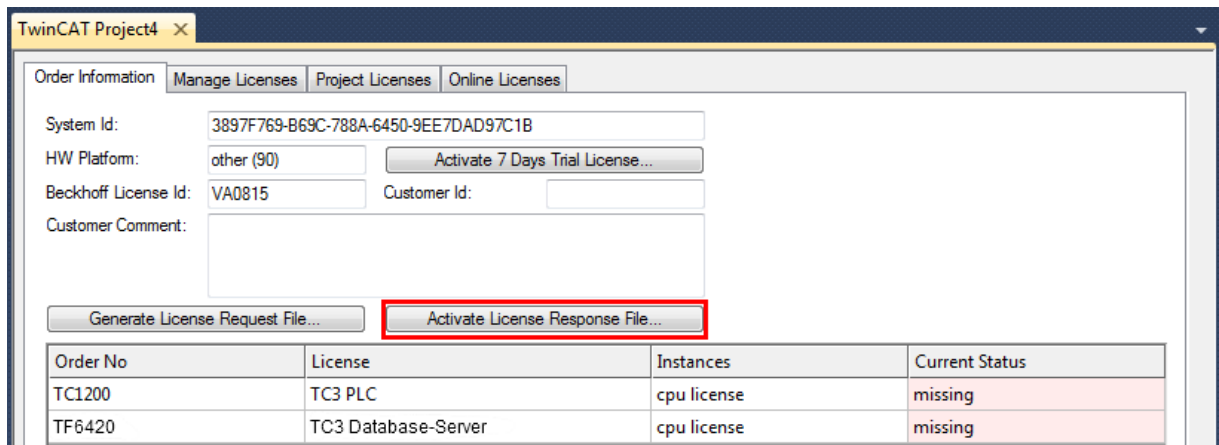 TwinCAT Project4
Order Information Manage Licenses Project Licenses Online Licenses
System Id: 3897F769-B69C-788A-6450-9EE7DAD97C1B
HW Platform: other (90) Activate 7 Days Trial License...
Beckhoff License Id: VA0815 Customer Id:
Customer Comment:
Generate License Request File... Activate License Response File...
Order No License Instances Current Status
TC1200 TC3 PLC cpu license missing
TF6420 TC3 Database-Server cpu license missing